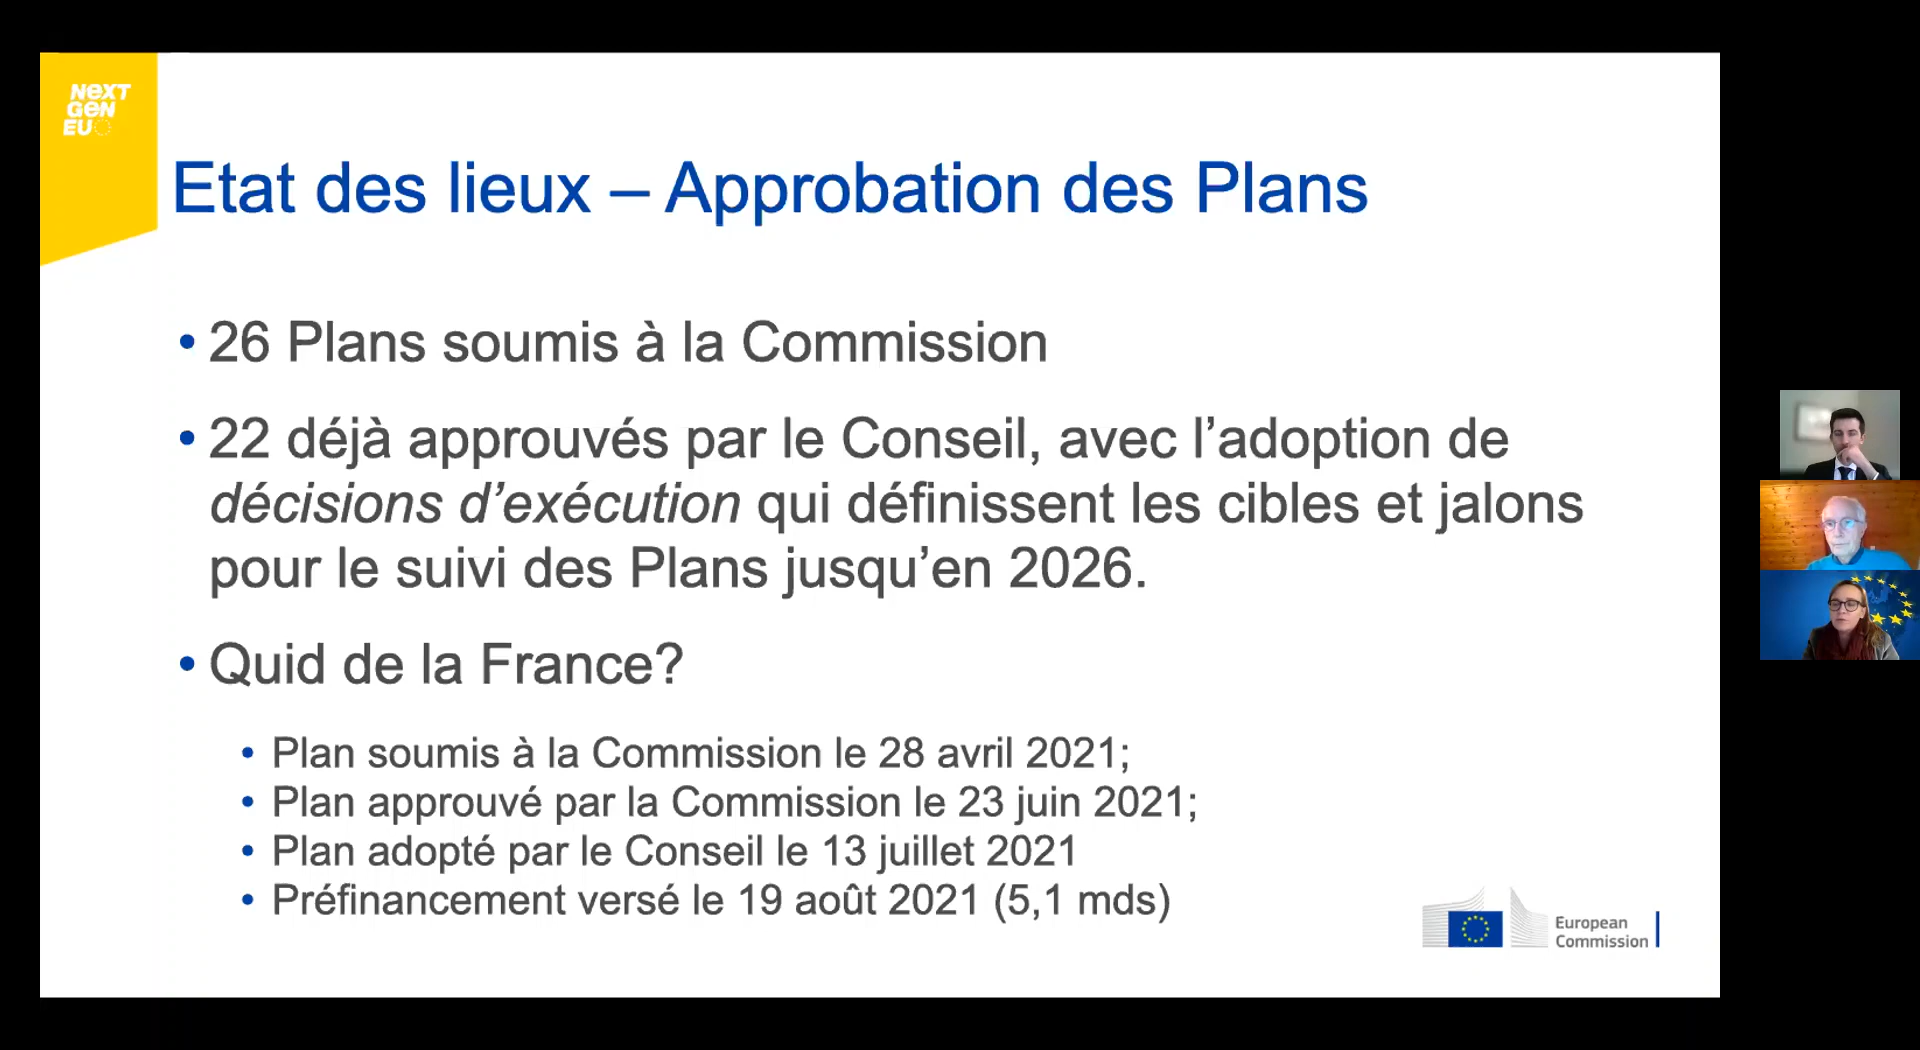 NEXT
GEN
EU
Etat des lieux – Approbation des Plans
• 26 Plans soumis à la Commission
• 22 déjà approuvés par le Conseil, avec l’adoption de
décisions d’exécution qui définissent les cibles et jalons
pour le suivi des Plans jusqu’en 2026.
• Quid de la France?
• Plan soumis à la Commission le 28 avril 2021;
• Plan approuvé par la Commission le 23 juin 2021;
• Plan adopté par le Conseil le 13 juillet 2021
• Préfinancement versé le 19 août 2021 (5,1 mds)
European
Commission